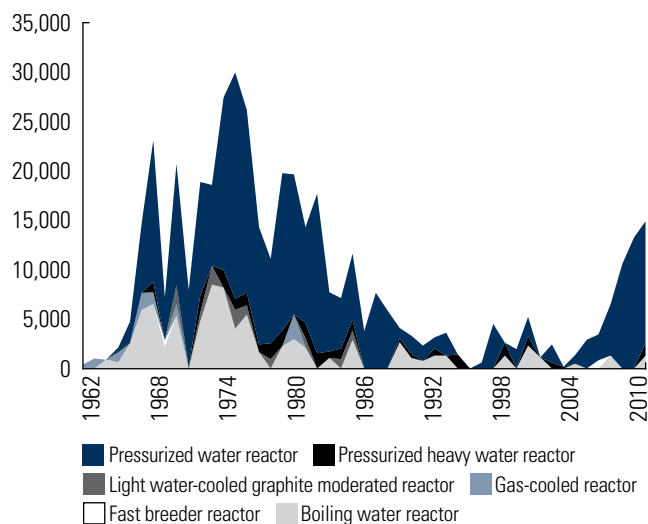 35,000
30,000
25,000
20,000
15,000
10,000
5,000
0
1962 1968 1974 1980 1986 1992 1998 2004 2010
Pressurized water reactor Pressurized heavy water reactor
Light water-cooled graphite moderated reactor Gas-cooled reactor
Fast breeder reactor Boiling water reactor